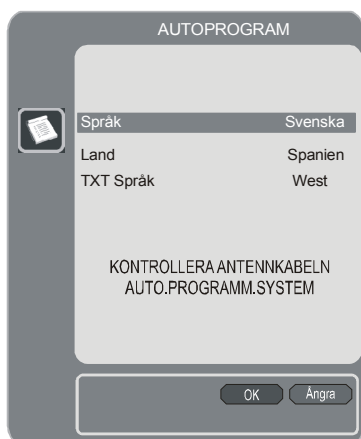 AUTOPROGRAM
Språk Svenska
Land Spanien
TXT Språk West
KONTROLLERA ANTENNKABELN
AUTO.PROGRAMM.SYSTEM
OK Ångra